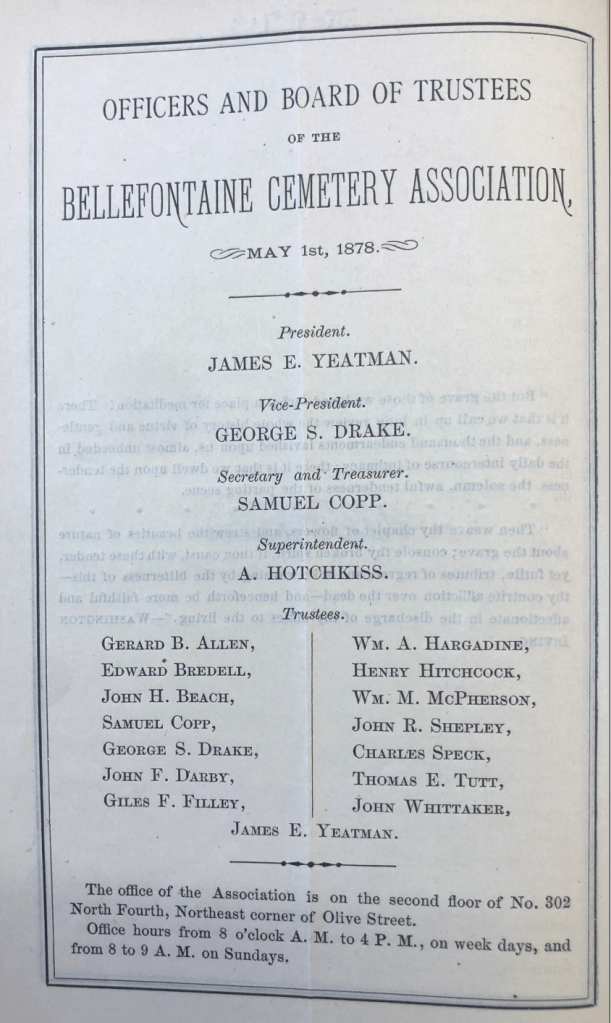 OFFICERS AND BOARD OF TRUSTEES
OF THE
BELLEFONTAINE CEMETERY ASSOCIATION,
MAY 1st, 1878.
President.
JAMES E. YEATMAN.
Vice-President.
GEORGE S. DRAKE.
Secretary and Treasurer.
SAMUEL COPP.
Superintendent.
A. HOTCHKISS.
Trustees.
GERARD B. ALLEN,
EDWARD BREDELL,
JOHN H. BEACH,
SAMUEL COPP,
GEORGE S. DRAKE,
JOHN F. DARBY,
GILES F. FILLEY,
WM. A. HARGADINE,
HENRY HITCHCOCK,
WM. M. MCPHERSON,
JOHN R. SHEPLEY,
CHARLES SPECK,
THOMAS E. TUTT,
JOHN WHITTAKER,
JAMES E. YEATMAN.
The office of the Association is on the second floor of No. 302
North Fourth, Northeast corner of Olive Street.
Office hours from 8 o'clock A. M. to 4 P. M., on week days, and
from 8 to 9 A. M. on Sundays.